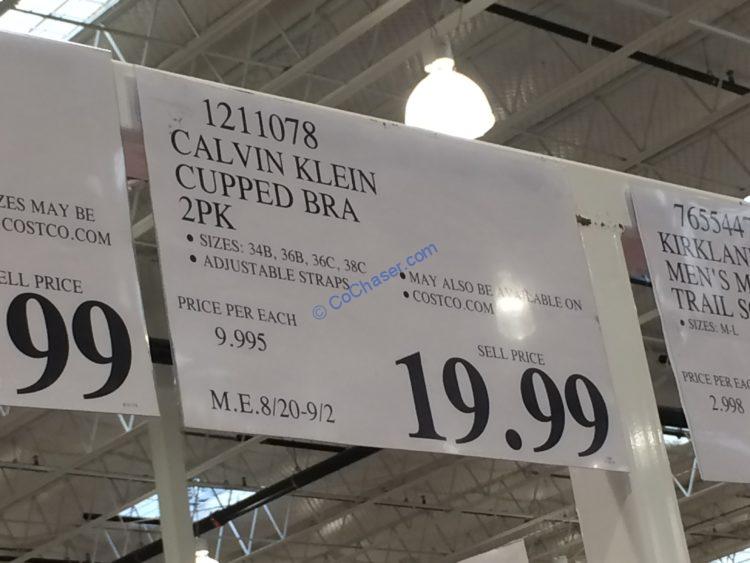 ZES MAY BE
COSTCO.COM
ELL PRICE
99
1211078
CALVIN KLEIN
CUPPED BRA
2PK
• SIZES: 34B, 36B, 36C, 38C
• ADJUSTABLE STRAPS
• MAY ALSO BE AVAILABLE ON
• COSTCO.COM
© CoChaser.com
PRICE PER EACH
9.995
SELL PRICE
19.99
M.E.8/20-9/2
7655447
KIRKLAN
MEN'S M
TRAIL SO
• SIZES: M-L
PRICE PER EAC
2.998